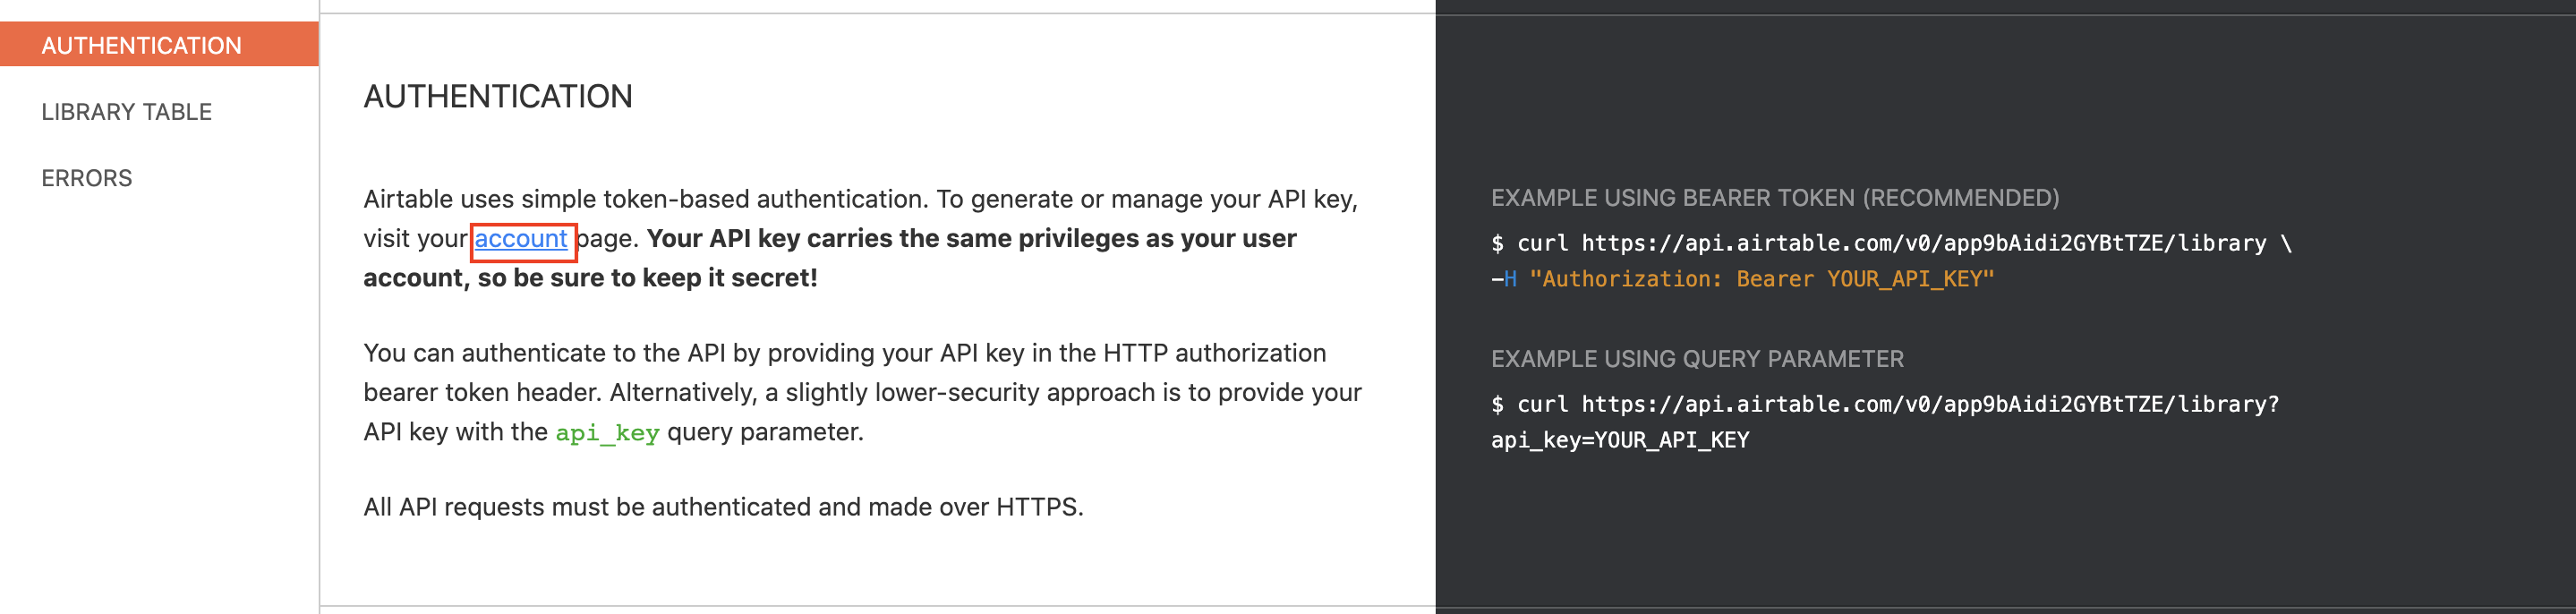 AUTHENTICATION
LIBRARY TABLE
ERRORS
AUTHENTICATION
Airtable uses simple token-based authentication. To generate or manage your API key,
visit your account page. Your API key carries the same privileges as your user
account, so be sure to keep it secret!
You can authenticate to the API by providing your API key in the HTTP authorization
bearer token header. Alternatively, a slightly lower-security approach is to provide your
API key with the api_key query parameter.
All API requests must be authenticated and made over HTTPS.
EXAMPLE USING BEARER TOKEN (RECOMMENDED)
$ curl https://api.airtable.com/v0/app9bAidi2GYBtTZE/library \
-H "Authorization: Bearer YOUR_API_KEY"
EXAMPLE USING QUERY PARAMETER
$ curl https://api.airtable.com/v0/app9bAidi2GYBtTZE/library?
api_key=YOUR_API_KEY